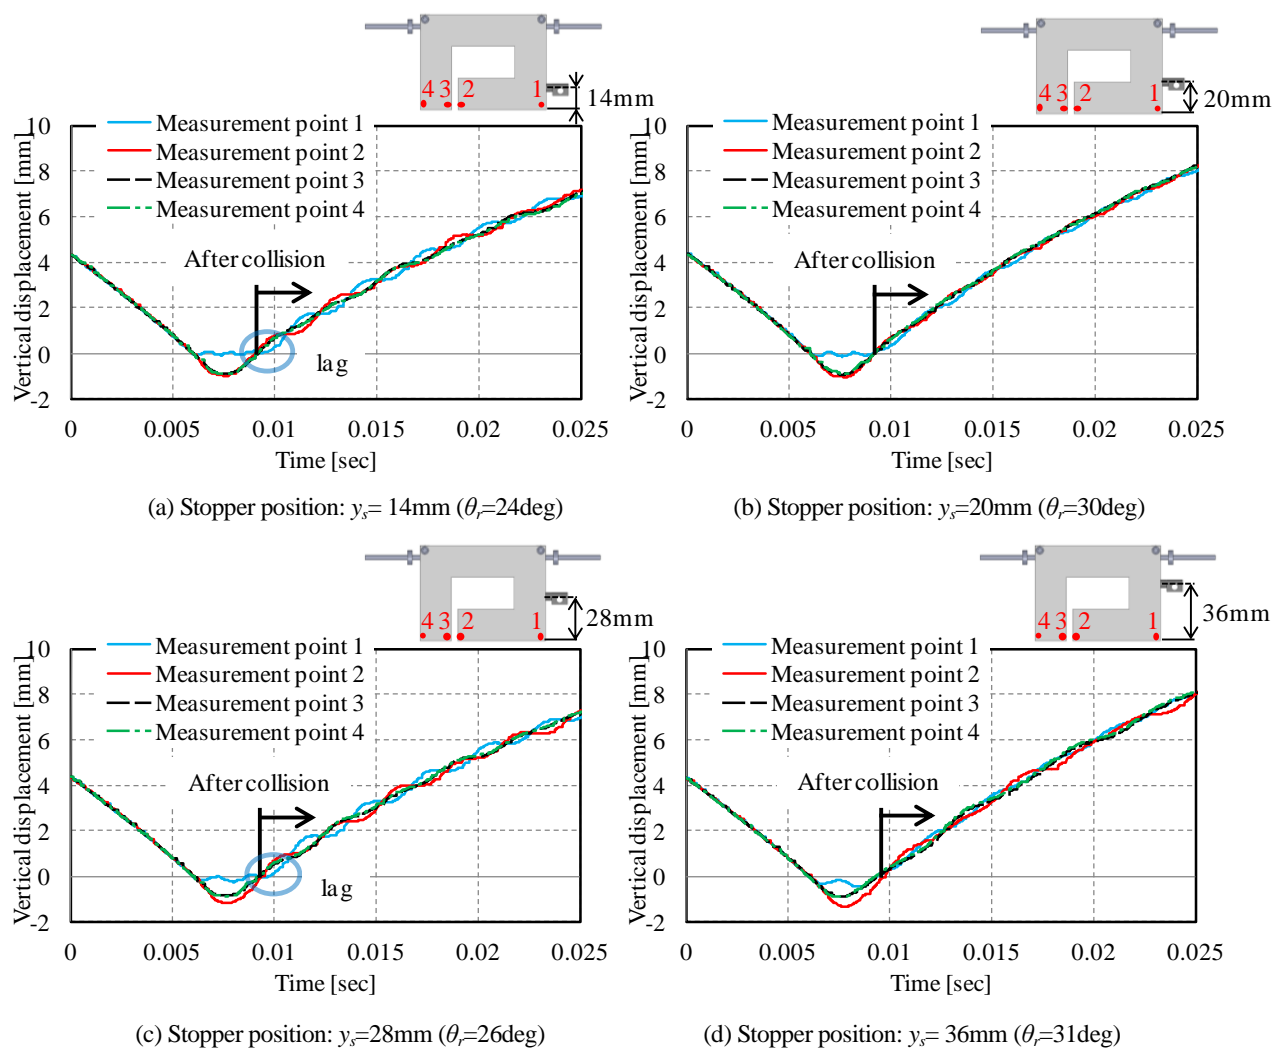 4 3 2 1
14mm
10
8
6
4
2
0
-2
Vertical displacement [mm]
Measurement point 1
Measurement point 2
Measurement point 3
Measurement point 4
After collision
lag
0 0.005 0.01 0.015 0.02 0.025
Time [sec]
(a) Stopper position: yₛ= 14mm (θᵣ=24deg)
4 3 2 1
20mm
10
8
6
4
2
0
-2
Vertical displacement [mm]
Measurement point 1
Measurement point 2
Measurement point 3
Measurement point 4
After collision
0 0.005 0.01 0.015 0.02 0.025
Time [sec]
(b) Stopper position: yₛ=20mm (θᵣ=30deg)
4 3 2 1
28mm
10
8
6
4
2
0
-2
Vertical displacement [mm]
Measurement point 1
Measurement point 2
Measurement point 3
Measurement point 4
After collision
lag
0 0.005 0.01 0.015 0.02 0.025
Time [sec]
(c) Stopper position: yₛ=28mm (θᵣ=26deg)
4 3 2 1
36mm
10
8
6
4
2
0
-2
Vertical displacement [mm]
Measurement point 1
Measurement point 2
Measurement point 3
Measurement point 4
After collision
0 0.005 0.01 0.015 0.02 0.025
Time [sec]
(d) Stopper position: yₛ= 36mm (θᵣ=31deg)